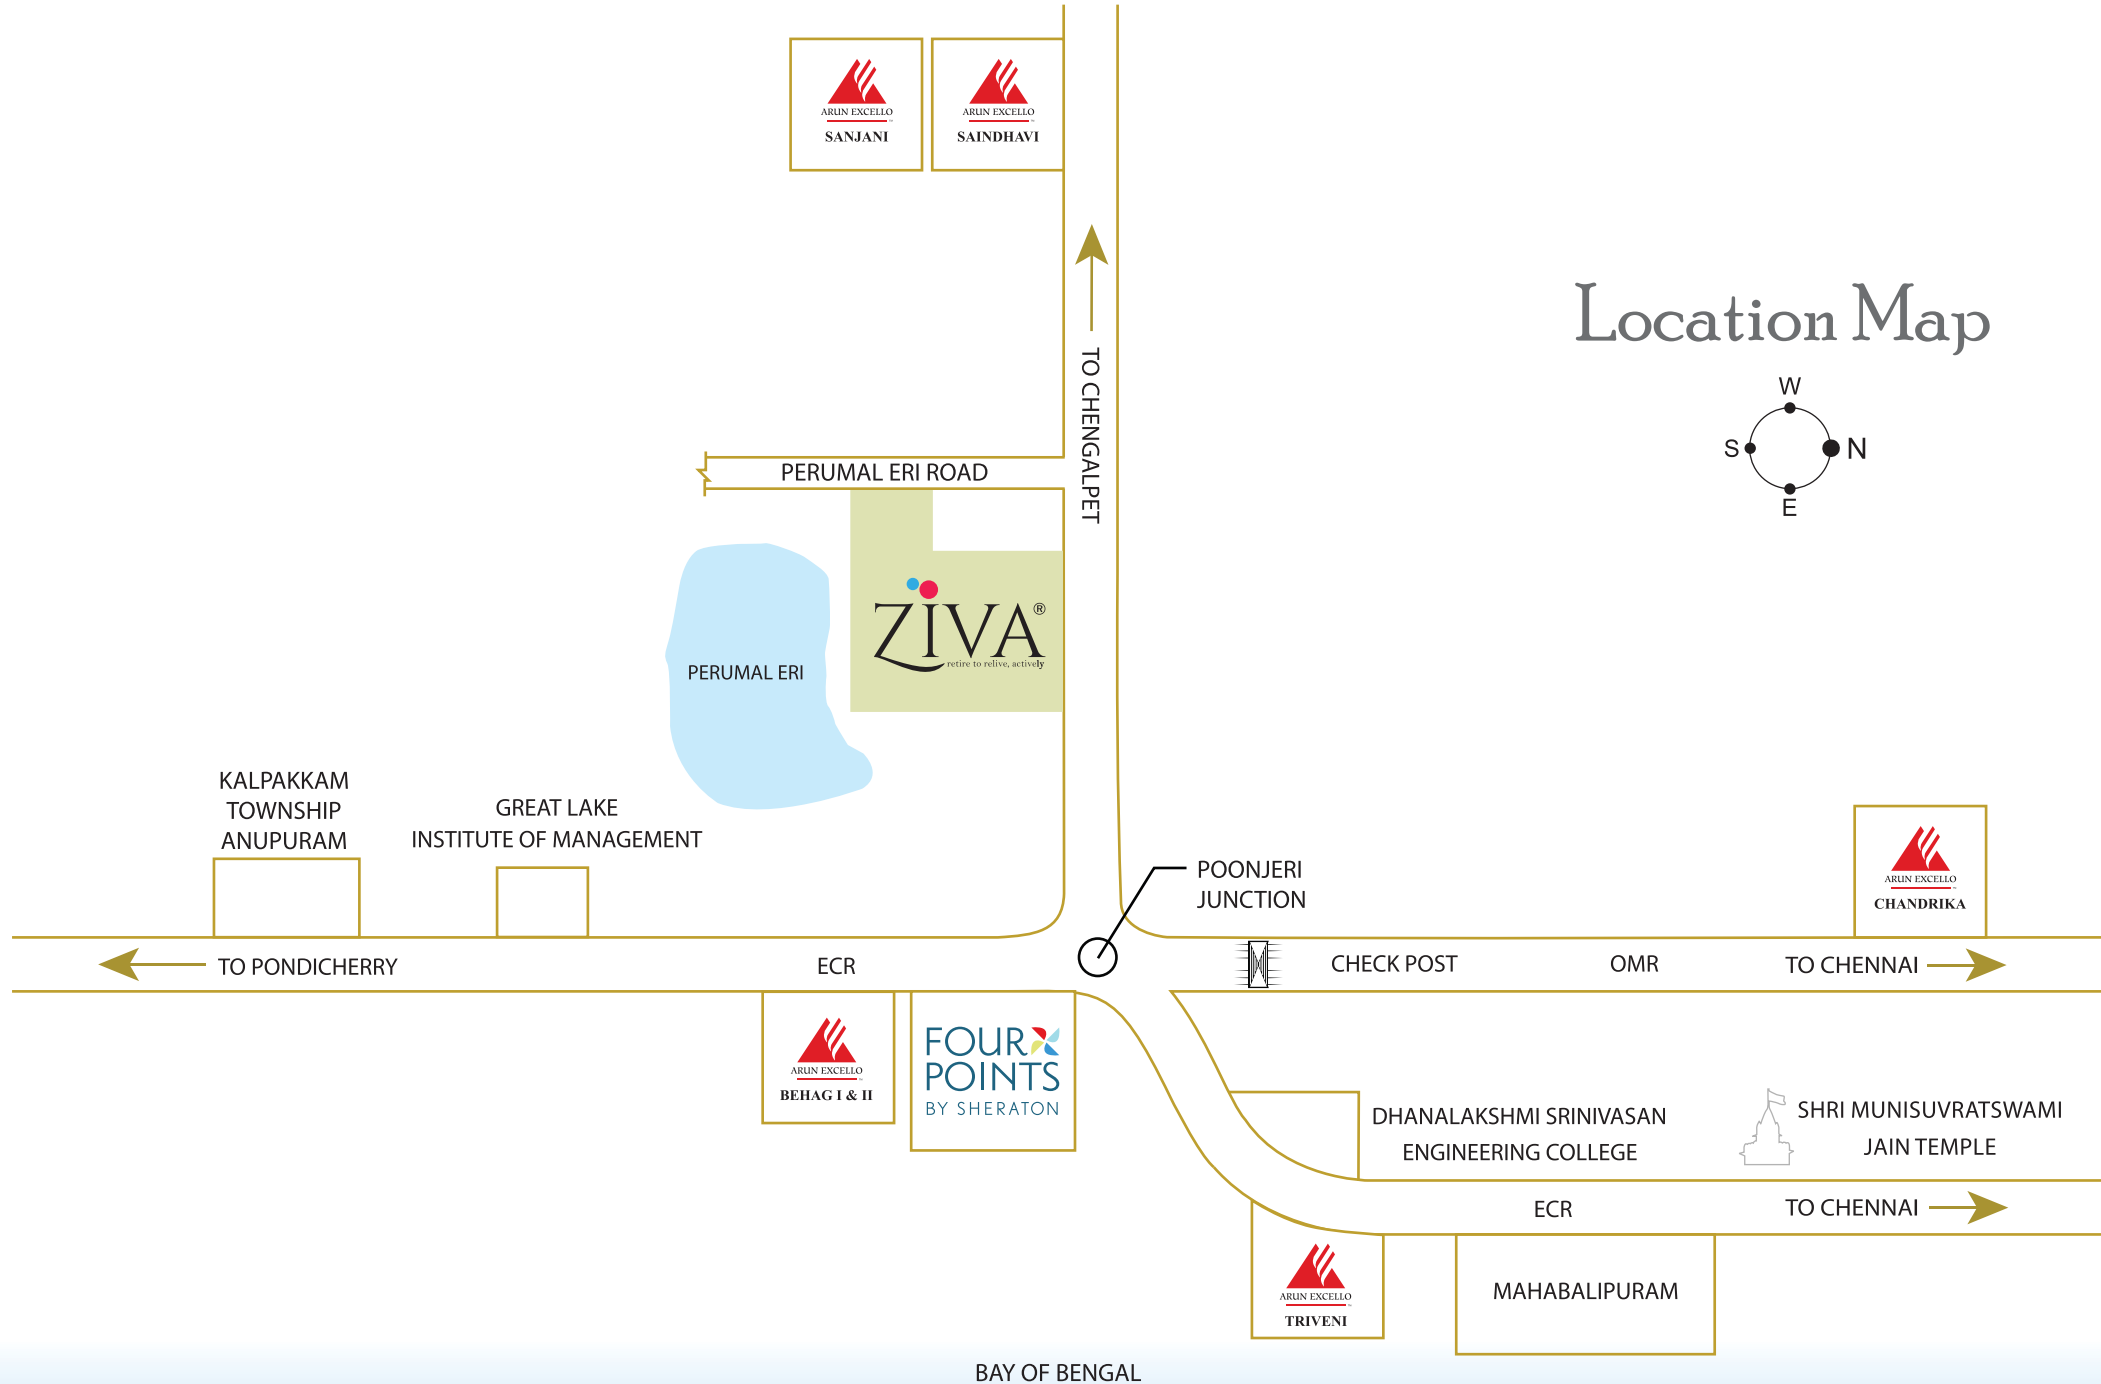 ARUN EXCELLO
SANJANI
ARUN EXCELLO
SAINDHAVI
TO CHENGALPET
Location Map
W
S
N
E
PERUMAL ERI ROAD
ZIVA®
retire to relive, actively
PERUMAL ERI
KALPAKKAM
TOWNSHIP
ANUPURAM
GREAT LAKE
INSTITUTE OF MANAGEMENT
POONJERI
JUNCTION
ARUN EXCELLO
CHANDRIKA
TO PONDICHERRY
ECR
CHECK POST
OMR
TO CHENNAI
ARUN EXCELLO
BEHAG I & II
FOUR
POINTS
BY SHERATON
DHANALAKSHMI SRINIVASAN
ENGINEERING COLLEGE
SHRI MUNISUVRATSWAMI
JAIN TEMPLE
ECR
TO CHENNAI
ARUN EXCELLO
TRIVENI
MAHABALIPURAM
BAY OF BENGAL